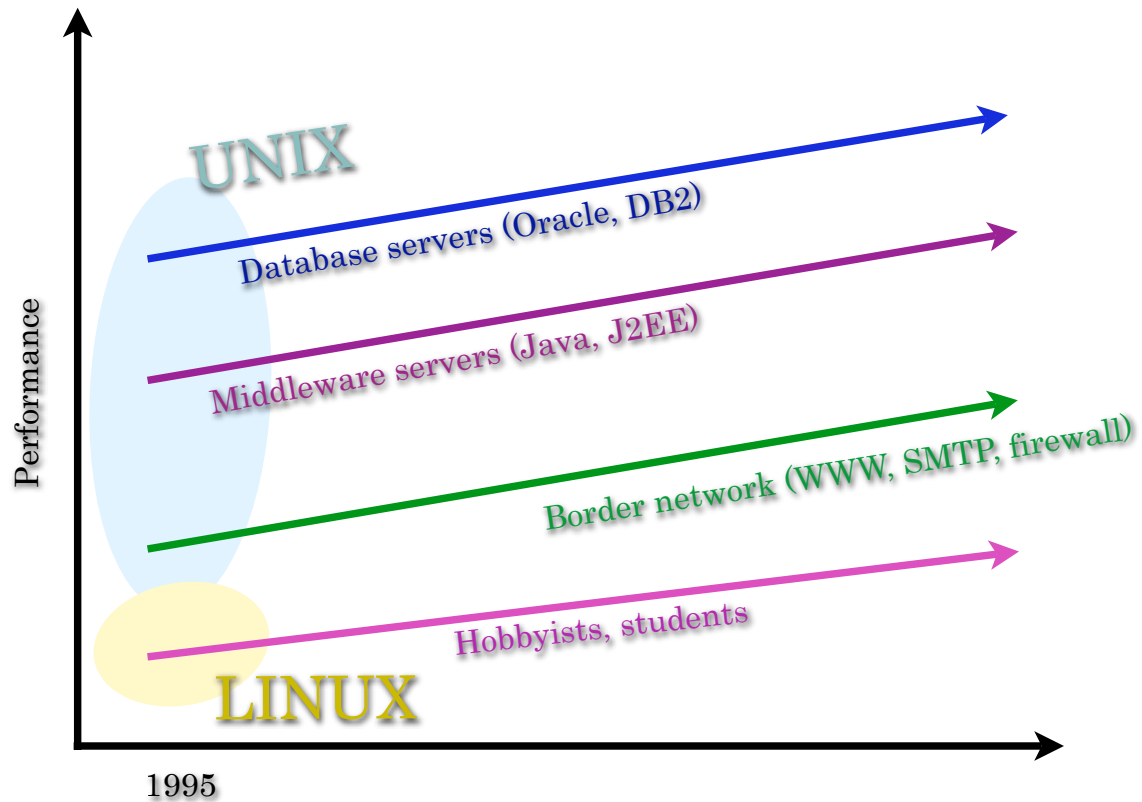 UNIX
Database servers (Oracle, DB2)
Middleware servers (Java, J2EE)
Performance
Border network (WWW, SMTP, firewall)
Hobbyists, students
LINUX
1995